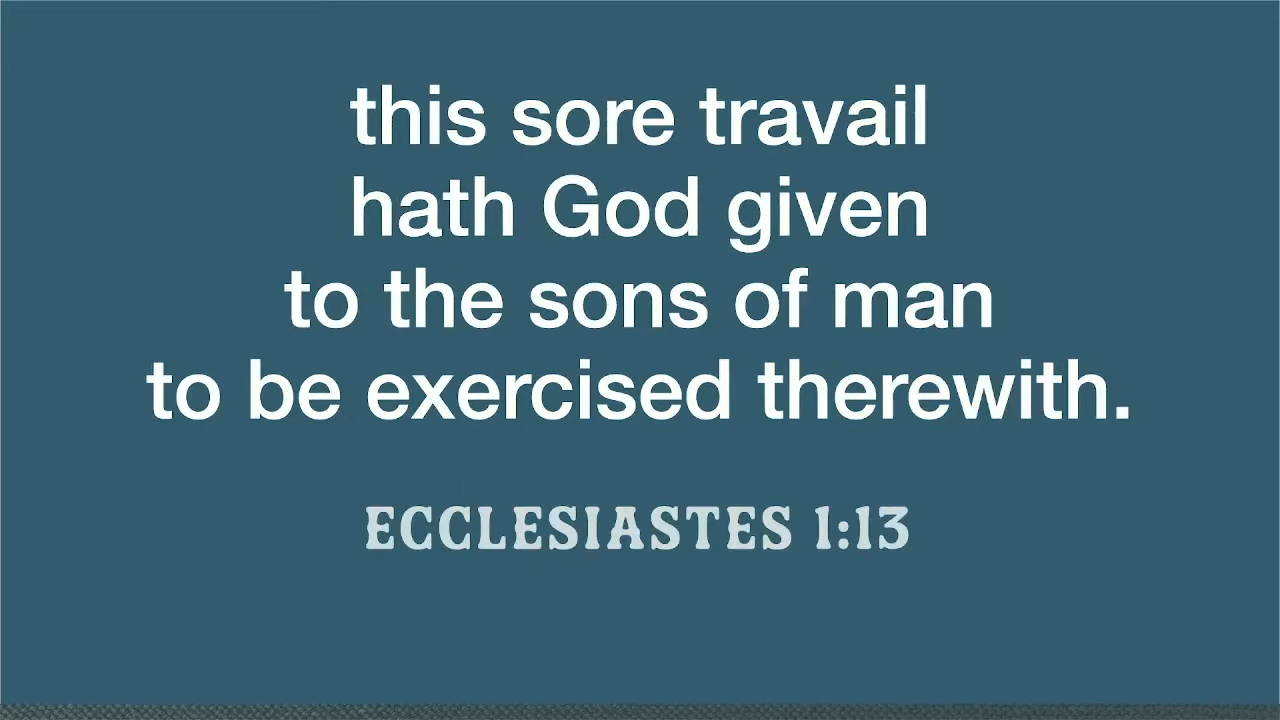 this sore travail
hath God given
to the sons of man
to be exercised therewith.
ECCLESIASTES 1:13